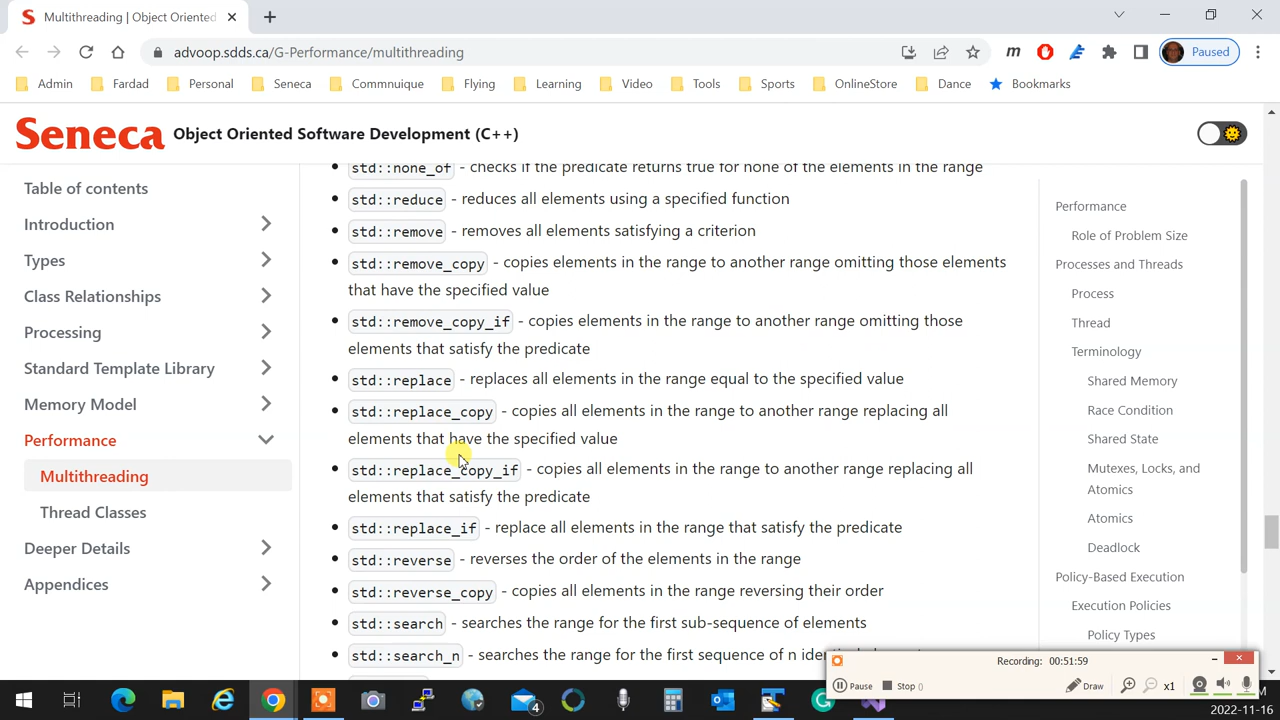 Multithreading | Object Oriented
advoop.sdds.ca/G-Performance/multithreading
m
Paused
Admin
Fardad
Personal
Seneca
Commnuique
Flying
Learning
Video
Tools
Sports
OnlineStore
Dance
Bookmarks
Seneca
Object Oriented Software Development (C++)
Table of contents
Introduction
Types
Class Relationships
Processing
Standard Template Library
Memory Model
Performance
Multithreading
Thread Classes
Deeper Details
Appendices
std::none_of - checks if the predicate returns true for none of the elements in the range
std::reduce - reduces all elements using a specified function
std::remove - removes all elements satisfying a criterion
std::remove_copy - copies elements in the range to another range omitting those elements
that have the specified value
std::remove_copy_if - copies elements in the range to another range omitting those
elements that satisfy the predicate
std::replace - replaces all elements in the range equal to the specified value
std::replace_copy - copies all elements in the range to another range replacing all
elements that have the specified value
std::replace_copy_if - copies all elements in the range to another range replacing all
elements that satisfy the predicate
std::replace_if - replace all elements in the range that satisfy the predicate
std::reverse - reverses the order of the elements in the range
std::reverse_copy - copies all elements in the range reversing their order
std::search - searches the range for the first sub-sequence of elements
std::search_n - searches the range for the first sequence of n identical
Performance
Role of Problem Size
Processes and Threads
Process
Thread
Terminology
Shared Memory
Race Condition
Shared State
Mutexes, Locks, and
Atomics
Atomics
Deadlock
Policy-Based Execution
Execution Policies
Policy Types
Recording: 00:51:59
Pause
Stop ()
Draw
x1
4
M
2022-11-16